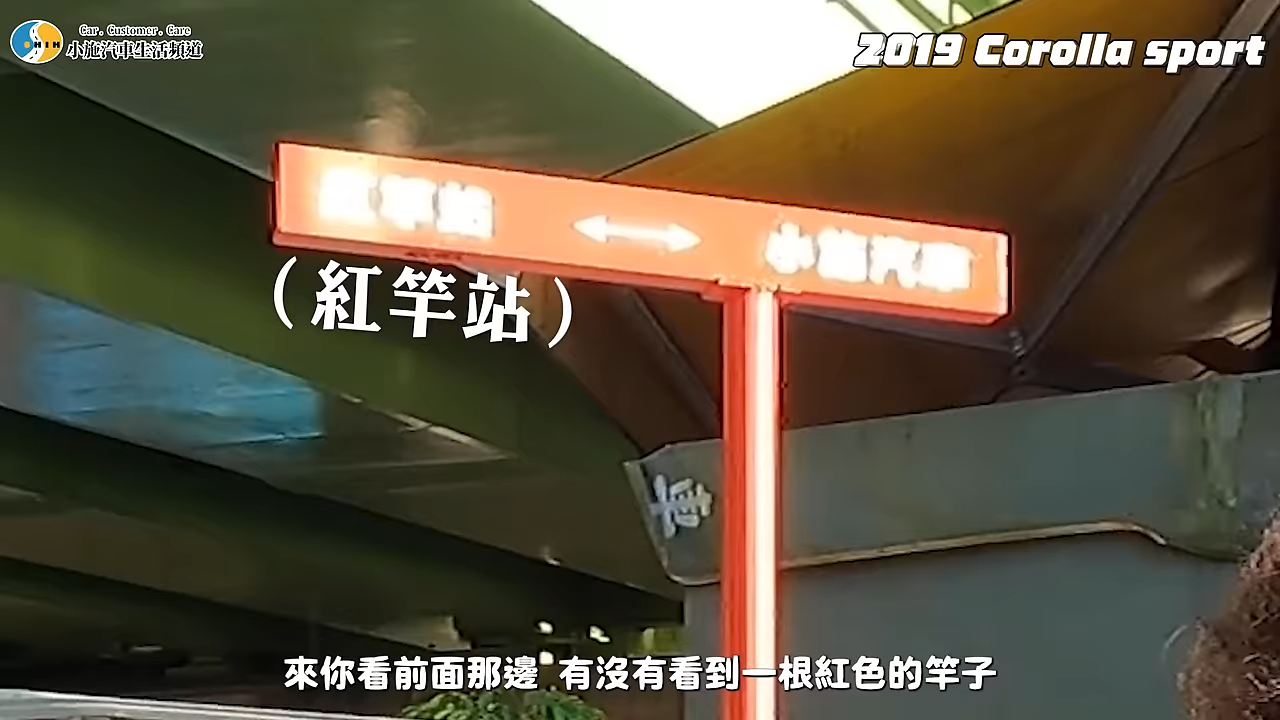 Car. Customer. Care
小施汽車生活頻道
2019 Corolla sport
紅竿站 ⟷ 小施汽車
（紅竿站）
來你看前面那邊 有沒有看到一根紅色的竿子